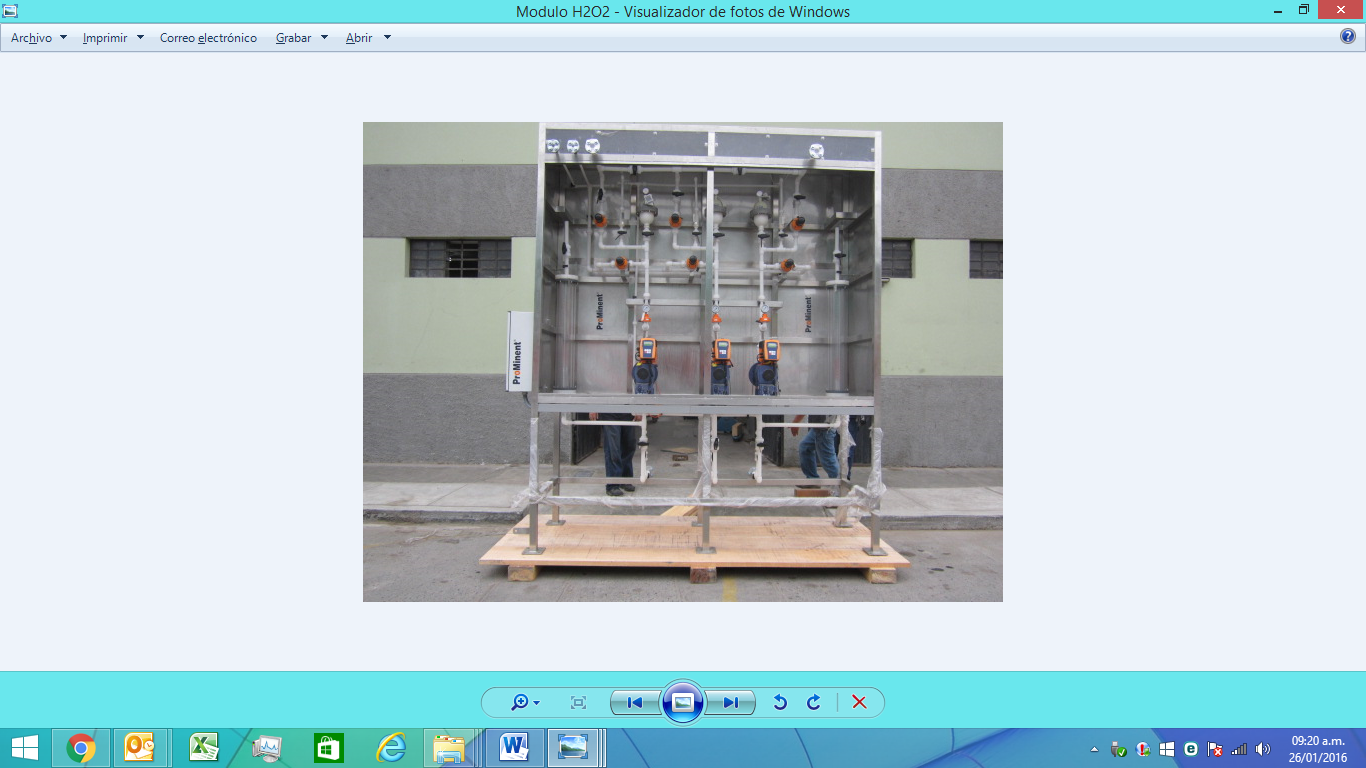 Modulo H2O2 - Visualizador de fotos de Windows
Archivo Imprimir Correo electrónico Grabar Abrir
ProMinent
ProMinent
ProMinent
09:20 a.m.
26/01/2016